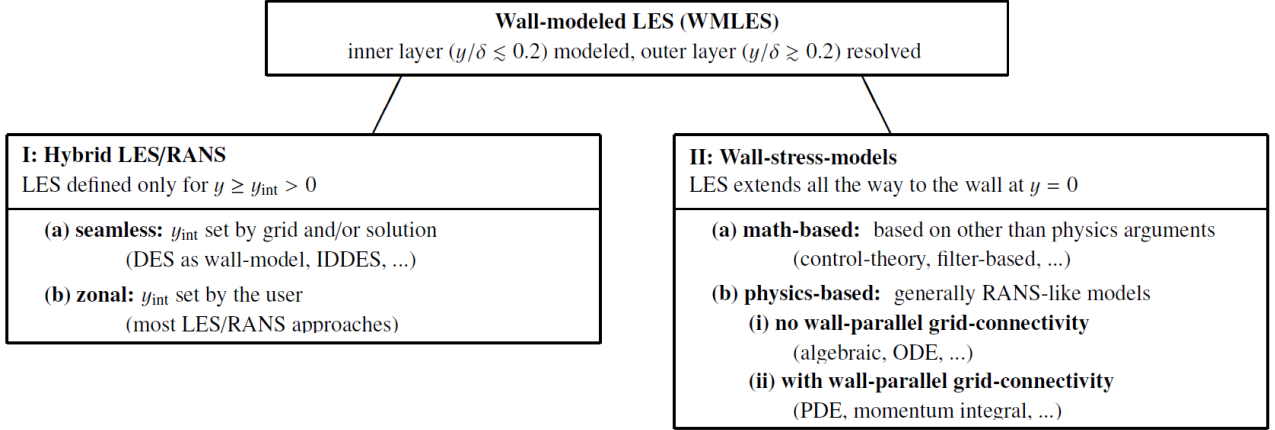 Wall-modeled LES (WMLES)
inner layer (y/δ ≲ 0.2) modeled, outer layer (y/δ ≳ 0.2) resolved
I: Hybrid LES/RANS
LES defined only for y ≥ y_int > 0
(a) seamless: y_int set by grid and/or solution
(DES as wall-model, IDDES, ...)
(b) zonal: y_int set by the user
(most LES/RANS approaches)
II: Wall-stress-models
LES extends all the way to the wall at y = 0
(a) math-based: based on other than physics arguments
(control-theory, filter-based, ...)
(b) physics-based: generally RANS-like models
(i) no wall-parallel grid-connectivity
(algebraic, ODE, ...)
(ii) with wall-parallel grid-connectivity
(PDE, momentum integral, ...)